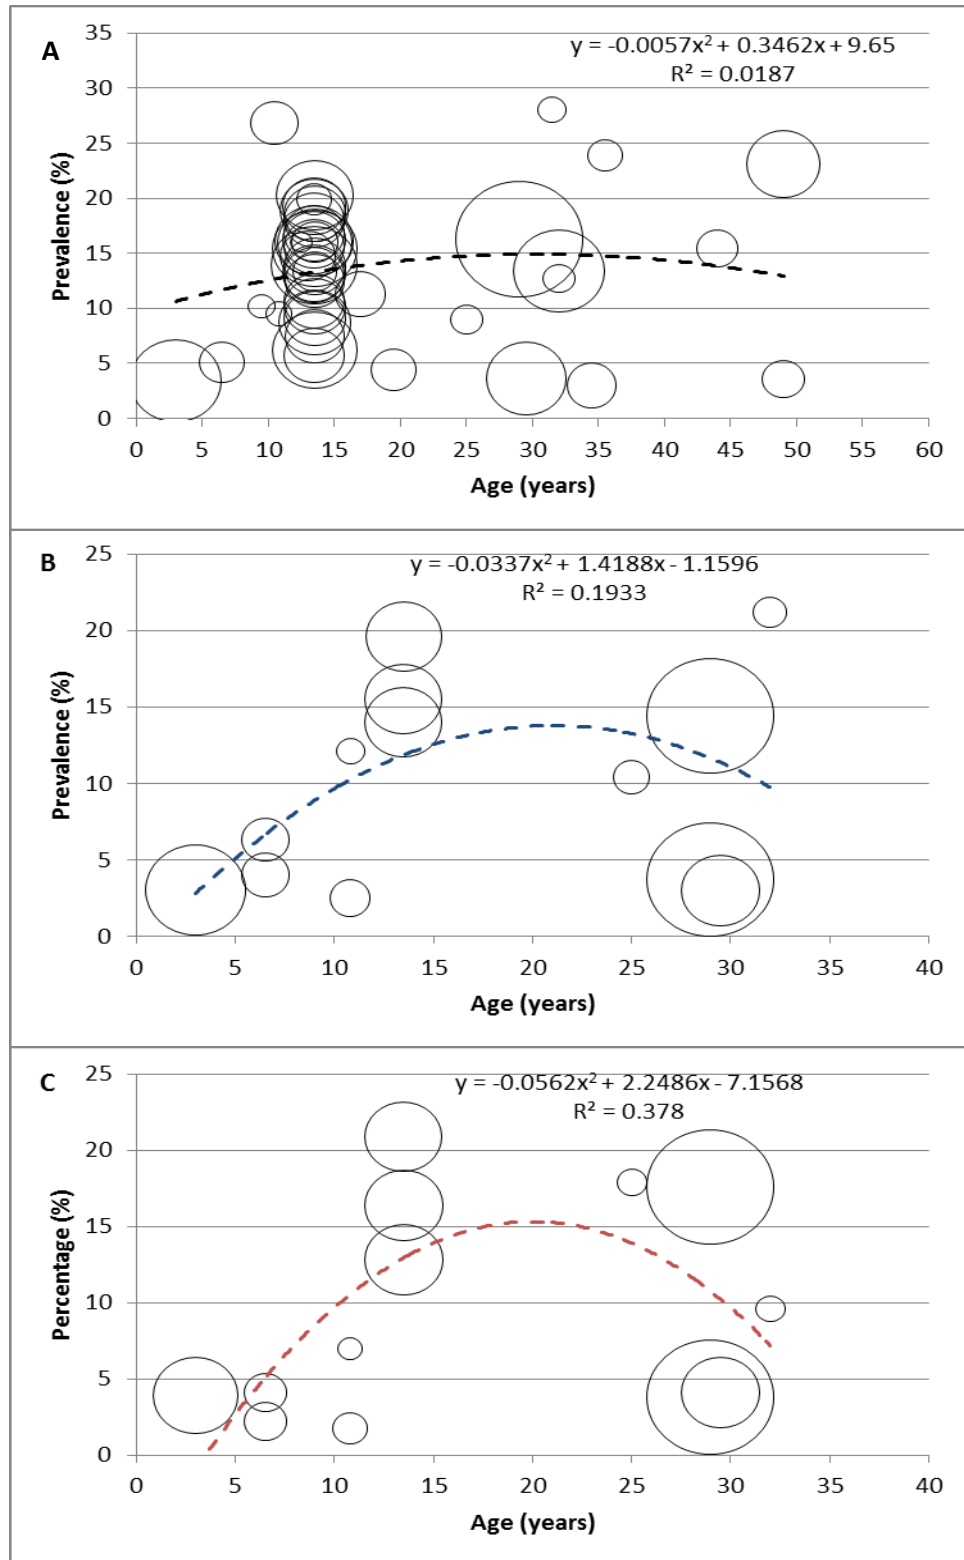 A
y = -0.0057x² + 0.3462x + 9.65
R² = 0.0187
Prevalence (%)
35
30
25
20
15
10
5
0
0 5 10 15 20 25 30 35 40 45 50 55 60
Age (years)
B
y = -0.0337x² + 1.4188x - 1.1596
R² = 0.1933
Prevalence (%)
25
20
15
10
5
0
0 5 10 15 20 25 30 35 40
Age (years)
C
y = -0.0562x² + 2.2486x - 7.1568
R² = 0.378
Percentage (%)
25
20
15
10
5
0
0 5 10 15 20 25 30 35 40
Age (years)